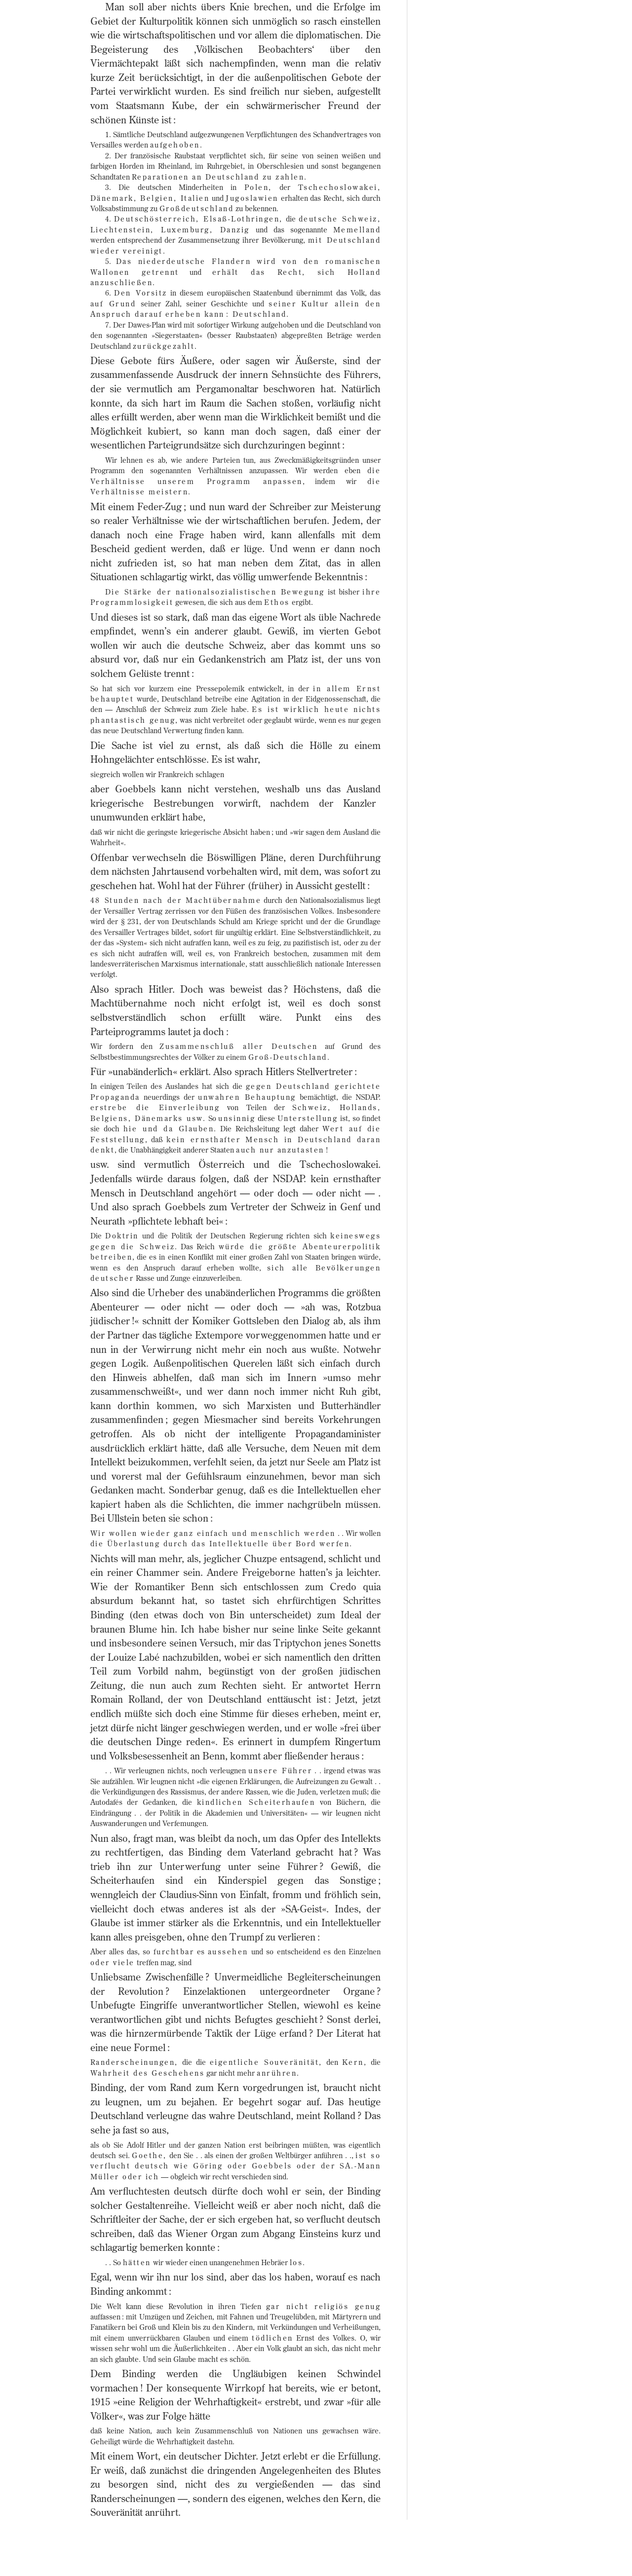 Man soll aber nichts übers Knie brechen, und die Erfolge im
Gebiet der Kulturpolitik können sich unmöglich so rasch einstellen
wie die wirtschaftspolitischen und vor allem die diplomatischen. Die
Begeisterung des ‚Völkischen Beobachters‘ über den
Viermächtepakt läßt sich nachempfinden, wenn man die relativ
kurze Zeit berücksichtigt, in der die außenpolitischen Gebote der
Partei verwirklicht wurden. Es sind freilich nur sieben, aufgestellt
vom Staatsmann Kube, der ein schwärmerischer Freund der
schönen Künste ist :
1. Sämtliche Deutschland aufgezwungenen Verpflichtungen des Schandvertrages von
Versailles werden aufgehoben.
2. Der französische Raubstaat verpflichtet sich, für seine von seinen weißen und
farbigen Horden im Rheinland, im Ruhrgebiet, in Oberschlesien und sonst begangenen
Schandtaten Reparationen an Deutschland zu zahlen.
3. Die deutschen Minderheiten in Polen, der Tschechoslowakei,
Dänemark, Belgien, Italien und Jugoslawien erhalten das Recht, sich durch
Volksabstimmung zu Großdeutschland zu bekennen.
4. Deutschösterreich, Elsaß-Lothringen, die deutsche Schweiz,
Liechtenstein, Luxemburg, Danzig und das sogenannte Memelland
werden entsprechend der Zusammensetzung ihrer Bevölkerung, mit Deutschland
wieder vereinigt.
5. Das niederdeutsche Flandern wird von den romanischen
Wallonen getrennt und erhält das Recht, sich Holland
anzuschließen.
6. Den Vorsitz in diesem europäischen Staatenbund übernimmt das Volk, das
auf Grund seiner Zahl, seiner Geschichte und seiner Kultur allein den
Anspruch darauf erheben kann : Deutschland.
7. Der Dawes-Plan wird mit sofortiger Wirkung aufgehoben und die Deutschland von
den sogenannten »Siegerstaaten« (besser Raubstaaten) abgepreßten Beträge werden
Deutschland zurückgezahlt.
Diese Gebote fürs Äußere, oder sagen wir Äußerste, sind der
zusammenfassende Ausdruck der innern Sehnsüchte des Führers,
der sie vermutlich am Pergamonaltar beschworen hat. Natürlich
konnte, da sich hart im Raum die Sachen stoßen, vorläufig nicht
alles erfüllt werden, aber wenn man die Wirklichkeit bemißt und die
Möglichkeit kubiert, so kann man doch sagen, daß einer der
wesentlichen Parteigrundsätze sich durchzuringen beginnt :
Wir lehnen es ab, wie andere Parteien tun, aus Zweckmäßigkeitsgründen unser
Programm den sogenannten Verhältnissen anzupassen. Wir werden eben die
Verhältnisse unserem Programm anpassen, indem wir die
Verhältnisse meistern.
Mit einem Feder-Zug ; und nun ward der Schreiber zur Meisterung
so realer Verhältnisse wie der wirtschaftlichen berufen. Jedem, der
danach noch eine Frage haben wird, kann allenfalls mit dem
Bescheid gedient werden, daß er lüge. Und wenn er dann noch
nicht zufrieden ist, so hat man neben dem Zitat, das in allen
Situationen schlagartig wirkt, das völlig umwerfende Bekenntnis :
Die Stärke der nationalsozialistischen Bewegung ist bisher ihre
Programmlosigkeit gewesen, die sich aus dem Ethos ergibt.
Und dieses ist so stark, daß man das eigene Wort als üble Nachrede
empfindet, wenn’s ein anderer glaubt. Gewiß, im vierten Gebot
wollen wir auch die deutsche Schweiz, aber das kommt uns so
absurd vor, daß nur ein Gedankenstrich am Platz ist, der uns von
solchem Gelüste trennt :
So hat sich vor kurzem eine Pressepolemik entwickelt, in der in allem Ernst
behauptet wurde, Deutschland betreibe eine Agitation in der Eidgenossenschaft, die
den — Anschluß der Schweiz zum Ziele habe. Es ist wirklich heute nichts
phantastisch genug, was nicht verbreitet oder geglaubt würde, wenn es nur gegen
das neue Deutschland Verwertung finden kann.
Die Sache ist viel zu ernst, als daß sich die Hölle zu einem
Hohngelächter entschlösse. Es ist wahr,
siegreich wollen wir Frankreich schlagen
aber Goebbels kann nicht verstehen, weshalb uns das Ausland
kriegerische Bestrebungen vorwirft, nachdem der Kanzler
unumwunden erklärt habe,
daß wir nicht die geringste kriegerische Absicht haben ; und »wir sagen dem Ausland die
Wahrheit«.
Offenbar verwechseln die Böswilligen Pläne, deren Durchführung
dem nächsten Jahrtausend vorbehalten wird, mit dem, was sofort zu
geschehen hat. Wohl hat der Führer (früher) in Aussicht gestellt :
48 Stunden nach der Machtübernahme durch den Nationalsozialismus liegt
der Versailler Vertrag zerrissen vor den Füßen des französischen Volkes. Insbesondere
wird der § 231, der von Deutschlands Schuld am Kriege spricht und der die Grundlage
des Versailler Vertrages bildet, sofort für ungültig erklärt. Eine Selbstverständlichkeit, zu
der das »System« sich nicht aufraffen kann, weil es zu feig, zu pazifistisch ist, oder zu der
es sich nicht aufraffen will, weil es, von Frankreich bestochen, zusammen mit dem
landesverräterischen Marxismus internationale, statt ausschließlich nationale Interessen
verfolgt.
Also sprach Hitler. Doch was beweist das ? Höchstens, daß die
Machtübernahme noch nicht erfolgt ist, weil es doch sonst
selbstverständlich schon erfüllt wäre. Punkt eins des
Parteiprogramms lautet ja doch :
Wir fordern den Zusammenschluß aller Deutschen auf Grund des
Selbstbestimmungsrechtes der Völker zu einem Groß-Deutschland.
Für »unabänderlich« erklärt. Also sprach Hitlers Stellvertreter :
In einigen Teilen des Auslandes hat sich die gegen Deutschland gerichtete
Propaganda neuerdings der unwahren Behauptung bemächtigt, die NSDAP.
erstrebe die Einverleibung von Teilen der Schweiz, Hollands,
Belgiens, Dänemarks usw. So unsinnig diese Unterstellung ist, so findet
sie doch hie und da Glauben. Die Reichsleitung legt daher Wert auf die
Feststellung, daß kein ernsthafter Mensch in Deutschland daran
denkt, die Unabhängigkeit anderer Staaten auch nur anzutasten !
usw. sind vermutlich Österreich und die Tschechoslowakei.
Jedenfalls würde daraus folgen, daß der NSDAP. kein ernsthafter
Mensch in Deutschland angehört — oder doch — oder nicht — .
Und also sprach Goebbels zum Vertreter der Schweiz in Genf und
Neurath »pflichtete lebhaft bei« :
Die Doktrin und die Politik der Deutschen Regierung richten sich keineswegs
gegen die Schweiz. Das Reich würde die größte Abenteurerpolitik
betreiben, die es in einen Konflikt mit einer großen Zahl von Staaten bringen würde,
wenn es den Anspruch darauf erheben wollte, sich alle Bevölkerungen
deutscher Rasse und Zunge einzuverleiben.
Also sind die Urheber des unabänderlichen Programms die größten
Abenteurer — oder nicht — oder doch — »ah was, Rotzbua
jüdischer !« schnitt der Komiker Gottsleben den Dialog ab, als ihm
der Partner das tägliche Extempore vorweggenommen hatte und er
nun in der Verwirrung nicht mehr ein noch aus wußte. Notwehr
gegen Logik. Außenpolitischen Querelen läßt sich einfach durch
den Hinweis abhelfen, daß man sich im Innern »umso mehr
zusammenschweißt«, und wer dann noch immer nicht Ruh gibt,
kann dorthin kommen, wo sich Marxisten und Butterhändler
zusammenfinden ; gegen Miesmacher sind bereits Vorkehrungen
getroffen. Als ob nicht der intelligente Propagandaminister
ausdrücklich erklärt hätte, daß alle Versuche, dem Neuen mit dem
Intellekt beizukommen, verfehlt seien, da jetzt nur Seele am Platz ist
und vorerst mal der Gefühlsraum einzunehmen, bevor man sich
Gedanken macht. Sonderbar genug, daß es die Intellektuellen eher
kapiert haben als die Schlichten, die immer nachgrübeln müssen.
Bei Ullstein beten sie schon :
Wir wollen wieder ganz einfach und menschlich werden . . Wir wollen
die Überlastung durch das Intellektuelle über Bord werfen.
Nichts will man mehr, als, jeglicher Chuzpe entsagend, schlicht und
ein reiner Chammer sein. Andere Freigeborne hatten’s ja leichter.
Wie der Romantiker Benn sich entschlossen zum Credo quia
absurdum bekannt hat, so tastet sich ehrfürchtigen Schrittes
Binding (den etwas doch von Bin unterscheidet) zum Ideal der
braunen Blume hin. Ich habe bisher nur seine linke Seite gekannt
und insbesondere seinen Versuch, mir das Triptychon jenes Sonetts
der Louize Labé nachzubilden, wobei er sich namentlich den dritten
Teil zum Vorbild nahm, begünstigt von der großen jüdischen
Zeitung, die nun auch zum Rechten sieht. Er antwortet Herrn
Romain Rolland, der von Deutschland enttäuscht ist : Jetzt, jetzt
endlich müßte sich doch eine Stimme für dieses erheben, meint er,
jetzt dürfe nicht länger geschwiegen werden, und er wolle »frei über
die deutschen Dinge reden«. Es erinnert in dumpfem Ringertum
und Volksbesessenheit an Benn, kommt aber fließender heraus :
. . Wir verleugnen nichts, noch verleugnen unsere Führer . . irgend etwas was
Sie aufzählen. Wir leugnen nicht »die eigenen Erklärungen, die Aufreizungen zu Gewalt . .
die Verkündigungen des Rassismus, der andere Rassen, wie die Juden, verletzen muß; die
Autodafés der Gedanken, die kindlichen Scheiterhaufen von Büchern, die
Eindrängung . . der Politik in die Akademien und Universitäten« — wir leugnen nicht
Auswanderungen und Verfemungen.
Nun also, fragt man, was bleibt da noch, um das Opfer des Intellekts
zu rechtfertigen, das Binding dem Vaterland gebracht hat ? Was
trieb ihn zur Unterwerfung unter seine Führer ? Gewiß, die
Scheiterhaufen sind ein Kinderspiel gegen das Sonstige ;
wenngleich der Claudius-Sinn von Einfalt, fromm und fröhlich sein,
vielleicht doch etwas anderes ist als der »SA-Geist«. Indes, der
Glaube ist immer stärker als die Erkenntnis, und ein Intellektueller
kann alles preisgeben, ohne den Trumpf zu verlieren :
Aber alles das, so furchtbar es aussehen und so entscheidend es den Einzelnen
oder viele treffen mag, sind
Unliebsame Zwischenfälle ? Unvermeidliche Begleiterscheinungen
der Revolution ? Einzelaktionen untergeordneter Organe ?
Unbefugte Eingriffe unverantwortlicher Stellen, wiewohl es keine
verantwortlichen gibt und nichts Befugtes geschieht ? Sonst derlei,
was die hirnzermürbende Taktik der Lüge erfand ? Der Literat hat
eine neue Formel :
Randerscheinungen, die die eigentliche Souveränität, den Kern, die
Wahrheit des Geschehens gar nicht mehr anrühren.
Binding, der vom Rand zum Kern vorgedrungen ist, braucht nicht
zu leugnen, um zu bejahen. Er begehrt sogar auf. Das heutige
Deutschland verleugne das wahre Deutschland, meint Rolland ? Das
sehe ja fast so aus,
als ob Sie Adolf Hitler und der ganzen Nation erst beibringen müßten, was eigentlich
deutsch sei. Goethe, den Sie . . als einen der großen Weltbürger anführen . ., ist so
verflucht deutsch wie Göring oder Goebbels oder der SA.-Mann
Müller oder ich — obgleich wir recht verschieden sind.
Am verfluchtesten deutsch dürfte doch wohl er sein, der Binding
solcher Gestaltenreihe. Vielleicht weiß er aber noch nicht, daß die
Schriftleiter der Sache, der er sich ergeben hat, so verflucht deutsch
schreiben, daß das Wiener Organ zum Abgang Einsteins kurz und
schlagartig bemerken konnte :
. . So hätten wir wieder einen unangenehmen Hebräer los.
Egal, wenn wir ihn nur los sind, aber das los haben, worauf es nach
Binding ankommt :
Die Welt kann diese Revolution in ihren Tiefen gar nicht religiös genug
auffassen : mit Umzügen und Zeichen, mit Fahnen und Treugelübden, mit Märtyrern und
Fanatikern bei Groß und Klein bis zu den Kindern, mit Verkündungen und Verheißungen,
mit einem unverrückbaren Glauben und einem tödlichen Ernst des Volkes. O, wir
wissen sehr wohl um die Äußerlichkeiten . . Aber ein Volk glaubt an sich, das nicht mehr
an sich glaubte. Und sein Glaube macht es schön.
Dem Binding werden die Ungläubigen keinen Schwindel
vormachen ! Der konsequente Wirrkopf hat bereits, wie er betont,
1915 »eine Religion der Wehrhaftigkeit« erstrebt, und zwar »für alle
Völker«, was zur Folge hätte
daß keine Nation, auch kein Zusammenschluß von Nationen uns gewachsen wäre.
Geheiligt würde die Wehrhaftigkeit dastehn.
Mit einem Wort, ein deutscher Dichter. Jetzt erlebt er die Erfüllung.
Er weiß, daß zunächst die dringenden Angelegenheiten des Blutes
zu besorgen sind, nicht des zu vergießenden — das sind
Randerscheinungen —, sondern des eigenen, welches den Kern, die
Souveränität anrührt.